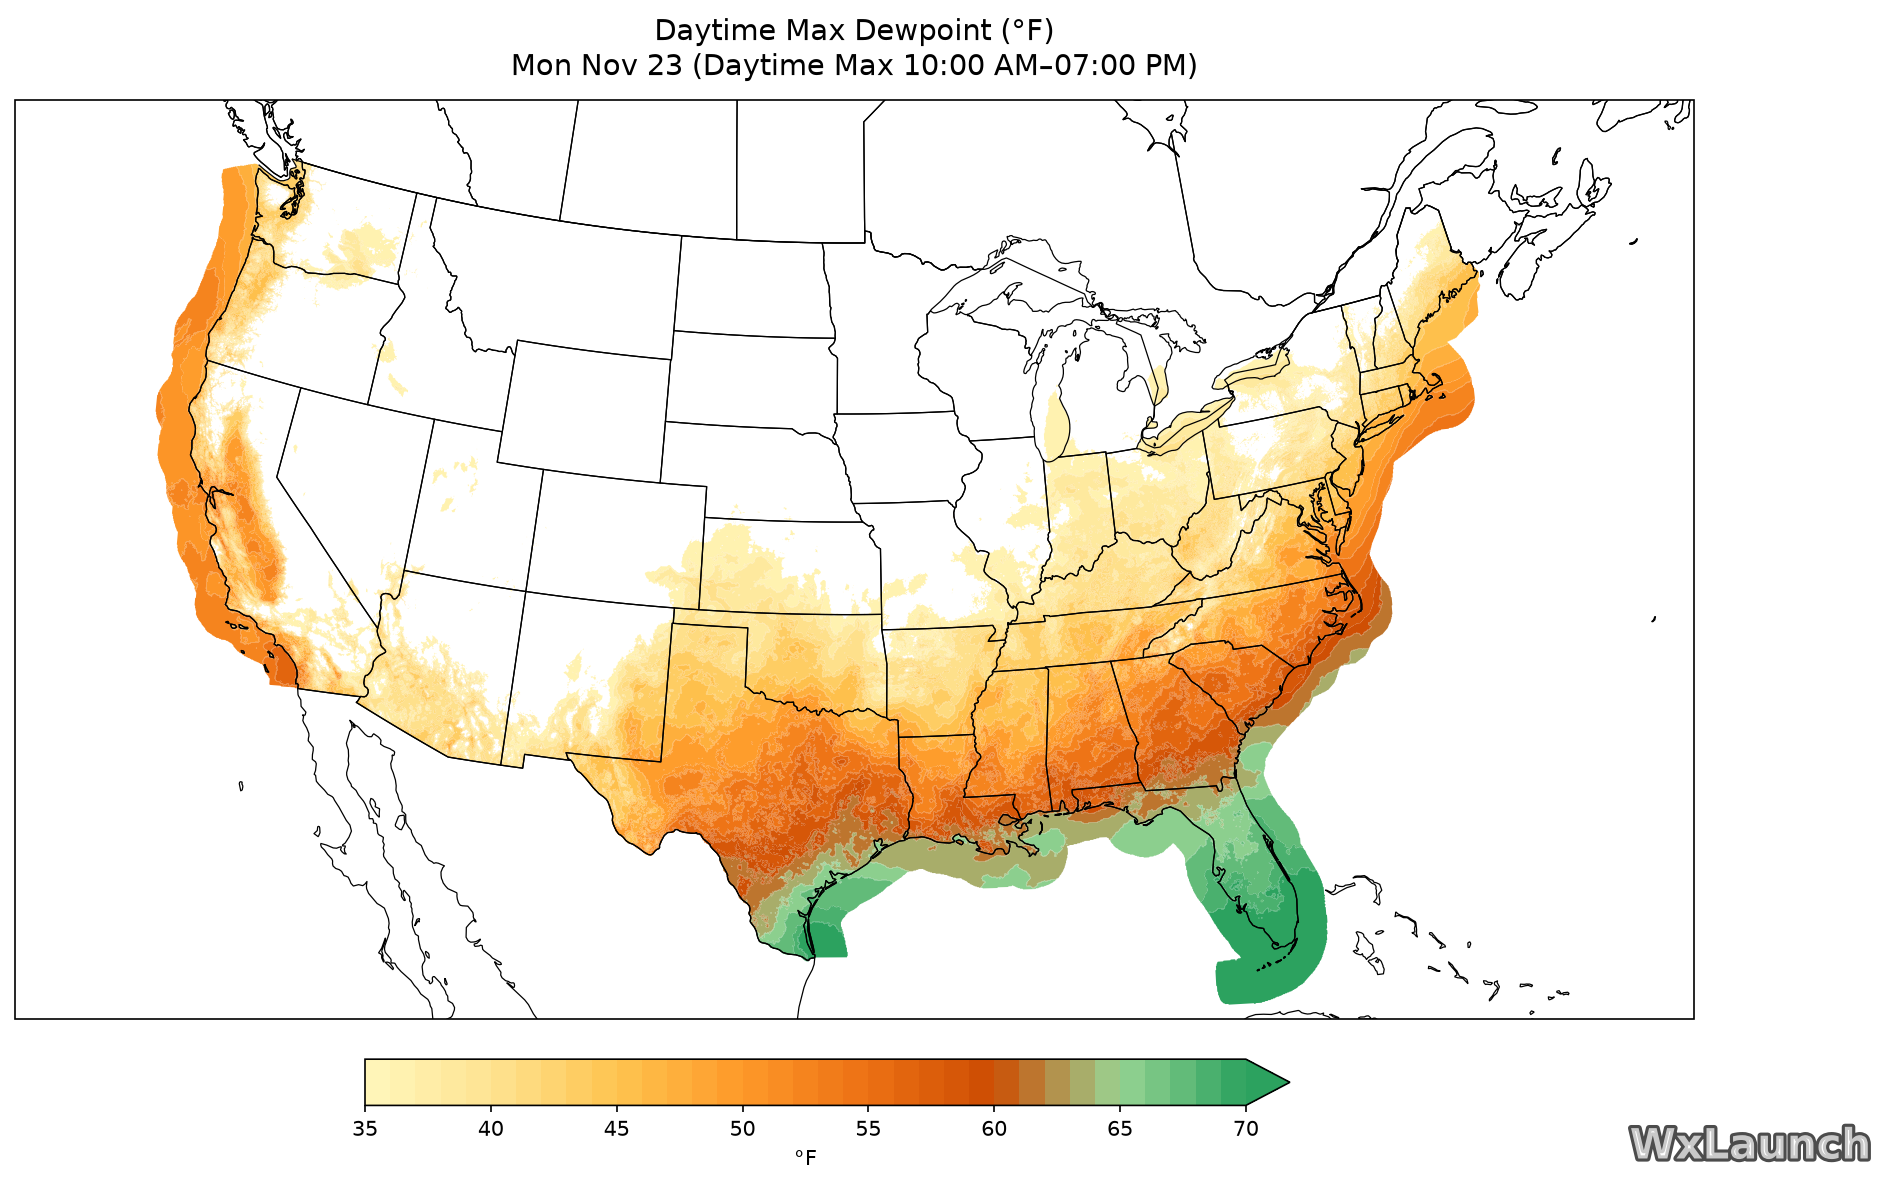 Daytime Max Dewpoint (°F)
Mon Nov 23 (Daytime Max 10:00 AM–07:00 PM)
35 40 45 50 55 60 65 70
°F
WxLaunch